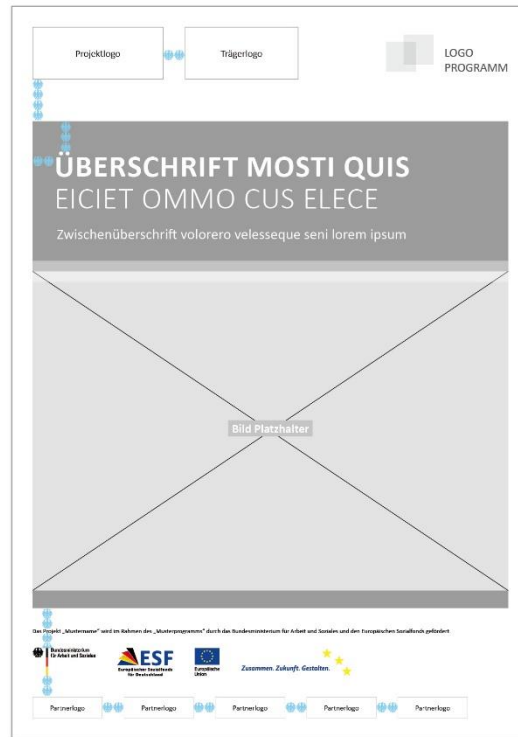 Projektlogo
Trägerlogo
LOGO
PROGRAMM
ÜBERSCHRIFT MOSTI QUIS
EICIET OMMO CUS ELECE
Zwischenüberschrift volorero velesseque seni lorem ipsum
Bild Platzhalter
Das Projekt „Mustername“ wird im Rahmen des „Musterprogramms“ durch das Bundesministerium für Arbeit und Soziales und den Europäischen Sozialfonds gefördert
Bundesministerium
für Arbeit und Soziales
ESF
Europäischer Sozialfonds
für Deutschland
Europäische
Union
Zusammen. Zukunft. Gestalten.
Partnerlogo
Partnerlogo
Partnerlogo
Partnerlogo
Partnerlogo